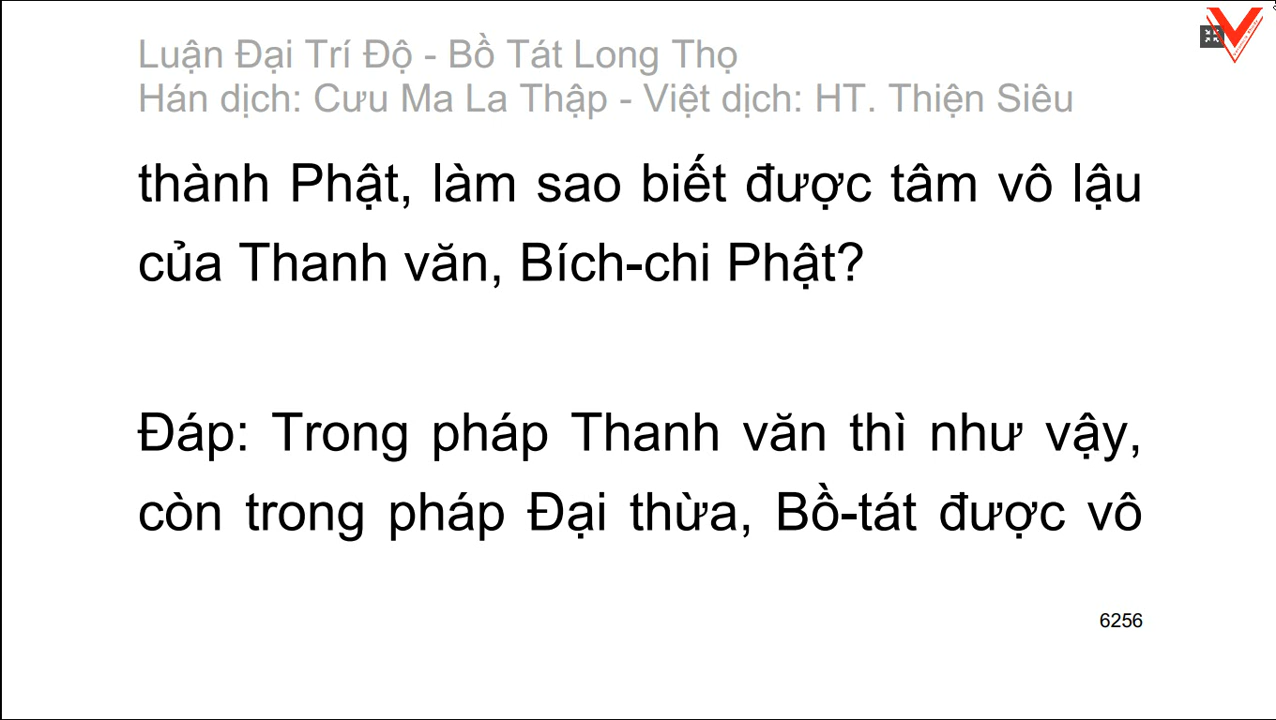 Luận Đại Trí Độ - Bồ Tát Long Thọ
Hán dịch: Cưu Ma La Thập - Việt dịch: HT. Thiện Siêu
thành Phật, làm sao biết được tâm vô lậu
của Thanh văn, Bích-chi Phật?
Đáp: Trong pháp Thanh văn thì như vậy,
còn trong pháp Đại thừa, Bồ-tát được vô
6256